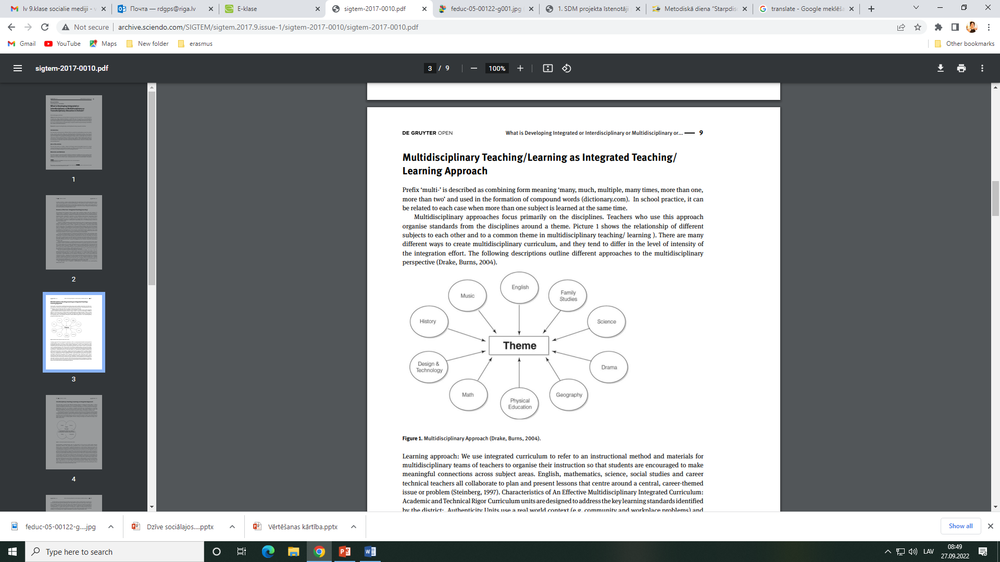 lv 9.klase socialie mediji - v
Почта — rdgps@riga.lv
E-klase
sigtem-2017-0010.pdf
feduc-05-00122-g001.jpg
1. SDM projekta īstenotāji
Metodiskā diena "Starpdis
translate - Google meklēša
Not secure
archive.sciendo.com/SIGTEM/sigtem.2017.9.issue-1/sigtem-2017-0010/sigtem-2017-0010.pdf
Gmail
YouTube
Maps
New folder
erasmus
Other bookmarks
sigtem-2017-0010.pdf
3 / 9
100%
1
2
3
4
DE GRUYTER OPEN
What is Developing Integrated or Interdisciplinary or Multidisciplinary or... — 9
Multidisciplinary Teaching/Learning as Integrated Teaching/
Learning Approach
Prefix ‘multi-’ is described as combining form meaning ‘many, much, multiple, many times, more than one,
more than two’ and used in the formation of compound words (dictionary.com). In school practice, it can
be related to each case when more than one subject is learned at the same time.
Multidisciplinary approaches focus primarily on the disciplines. Teachers who use this approach
organise standards from the disciplines around a theme. Picture 1 shows the relationship of different
subjects to each other and to a common theme in multidisciplinary teaching/ learning ). There are many
different ways to create multidisciplinary curriculum, and they tend to differ in the level of intensity of
the integration effort. The following descriptions outline different approaches to the multidisciplinary
perspective (Drake, Burns, 2004).
English
Music
Family
Studies
History
Science
Theme
Design &
Technology
Drama
Math
Physical
Education
Geography
Figure 1. Multidisciplinary Approach (Drake, Burns, 2004).
Learning approach: We use integrated curriculum to refer to an instructional method and materials for
multidisciplinary teams of teachers to organise their instruction so that students are encouraged to make
meaningful connections across subject areas. English, mathematics, science, social studies and career
technical teachers all collaborate to plan and present lessons that centre around a central, career-themed
issue or problem (Steinberg, 1997). Characteristics of An Effective Multidisciplinary Integrated Curriculum:
Academic and Technical Rigor Curriculum units are designed to address the key learning standards identified
by the district; Authenticity Units use a real world context (e.g. community and workplace problems) and
feduc-05-00122-g....jpg
Dzīve sociālajos....pptx
Vērtēšanas kārtība.pptx
Show all
Type here to search
LAV
08:49
27.09.2022